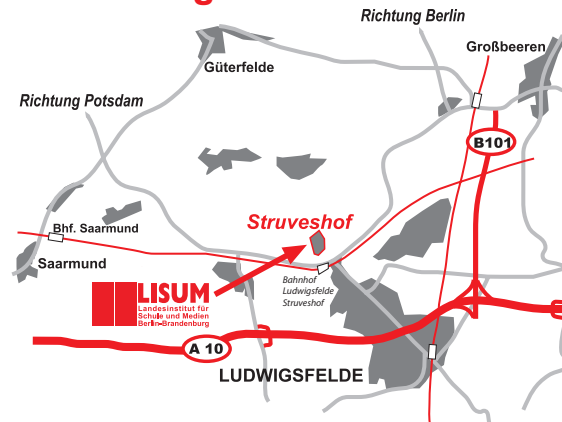 Richtung Berlin
Großbeeren
Güterfelde
Richtung Potsdam
B101
Struveshof
Bhf. Saarmund
Saarmund
Bahnhof
Ludwigsfelde
Struveshof
LISUM
Landesinstitut für
Schule und Medien
Berlin-Brandenburg
A 10
LUDWIGSFELDE